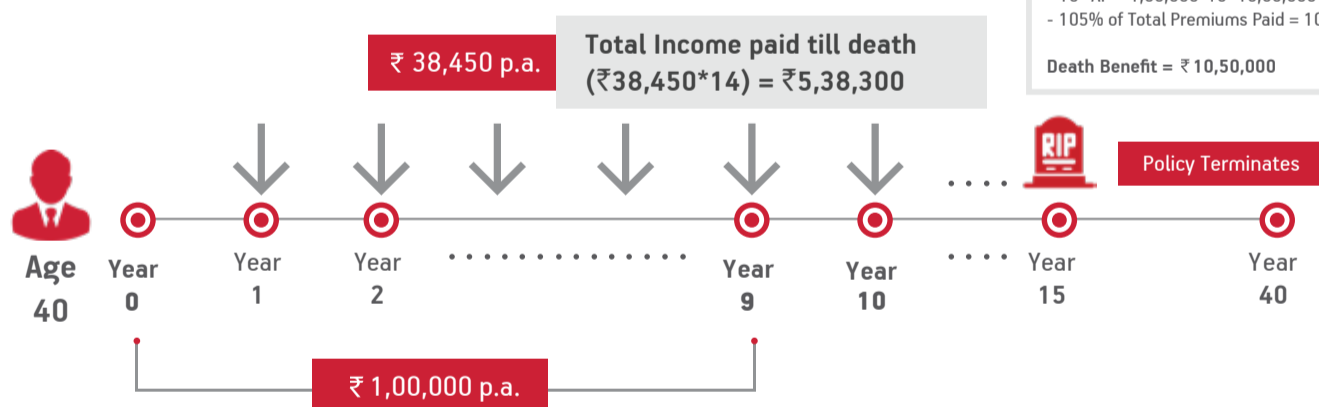 - 105% of Total Premiums Paid = 10
Death Benefit = ₹ 10,50,000
₹ 38,450 p.a.
Total Income paid till death
(₹38,450*14) = ₹5,38,300
RIP
Policy Terminates
Age
40
Year
0
Year
1
Year
2
Year
9
Year
10
Year
15
Year
40
₹ 1,00,000 p.a.